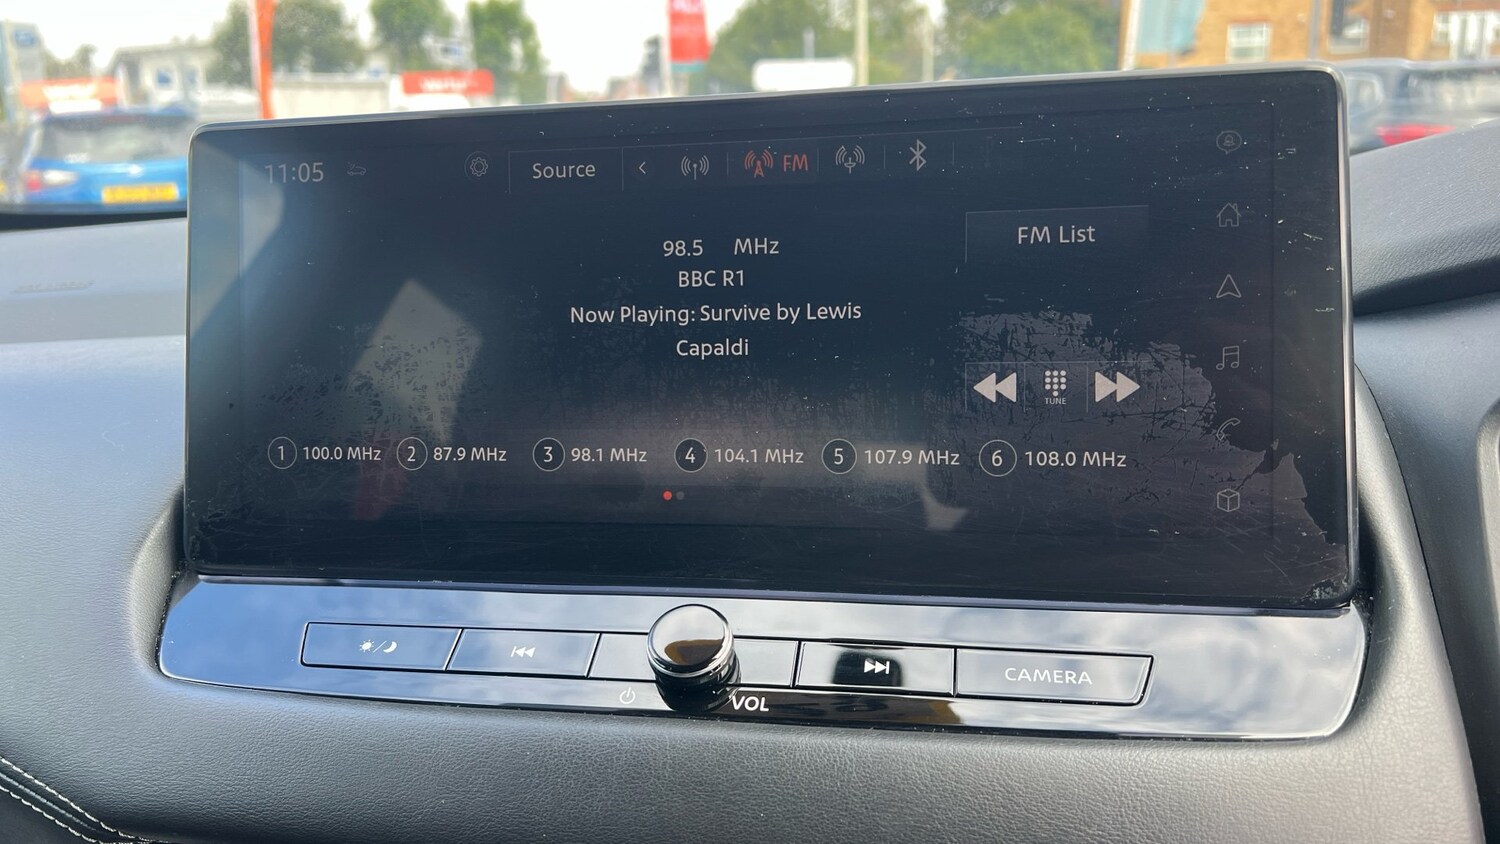 11:05
Source
FM
98.5 MHz
FM List
BBC R1
Now Playing: Survive by Lewis
Capaldi
TUNE
1 100.0 MHz 2 87.9 MHz 3 98.1 MHz 4 104.1 MHz 5 107.9 MHz 6 108.0 MHz
CAMERA
VOL